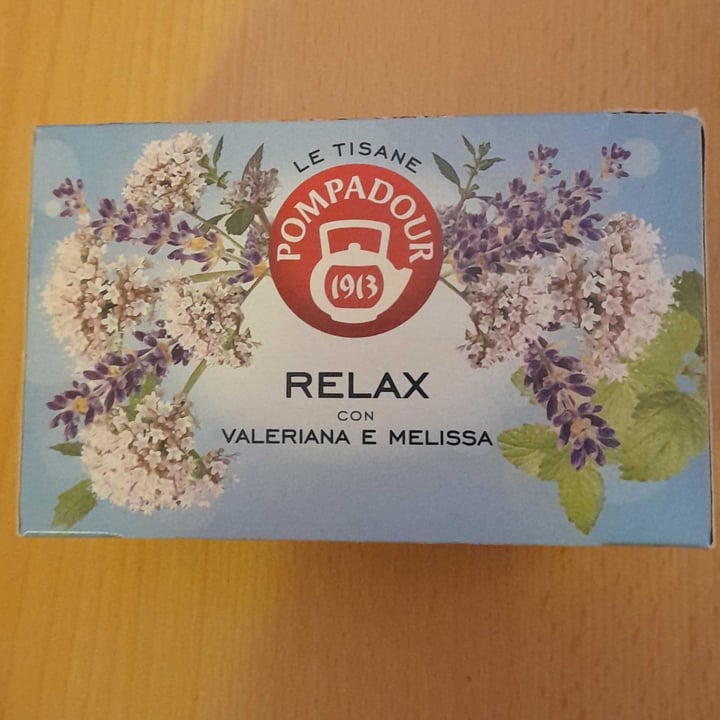 LE TISANE
POMPADOUR
1913
RELAX
CON
VALERIANA E MELISSA